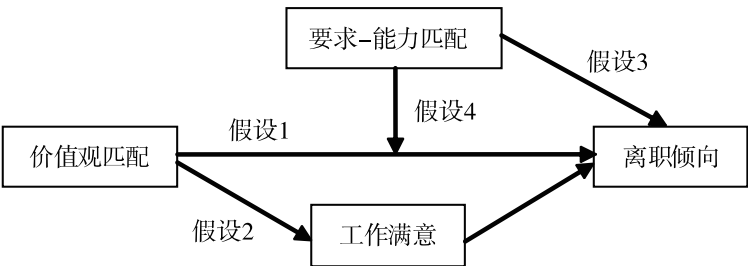 要求-能力匹配
假设3
假设4
假设1
价值观匹配
离职倾向
假设2
工作满意